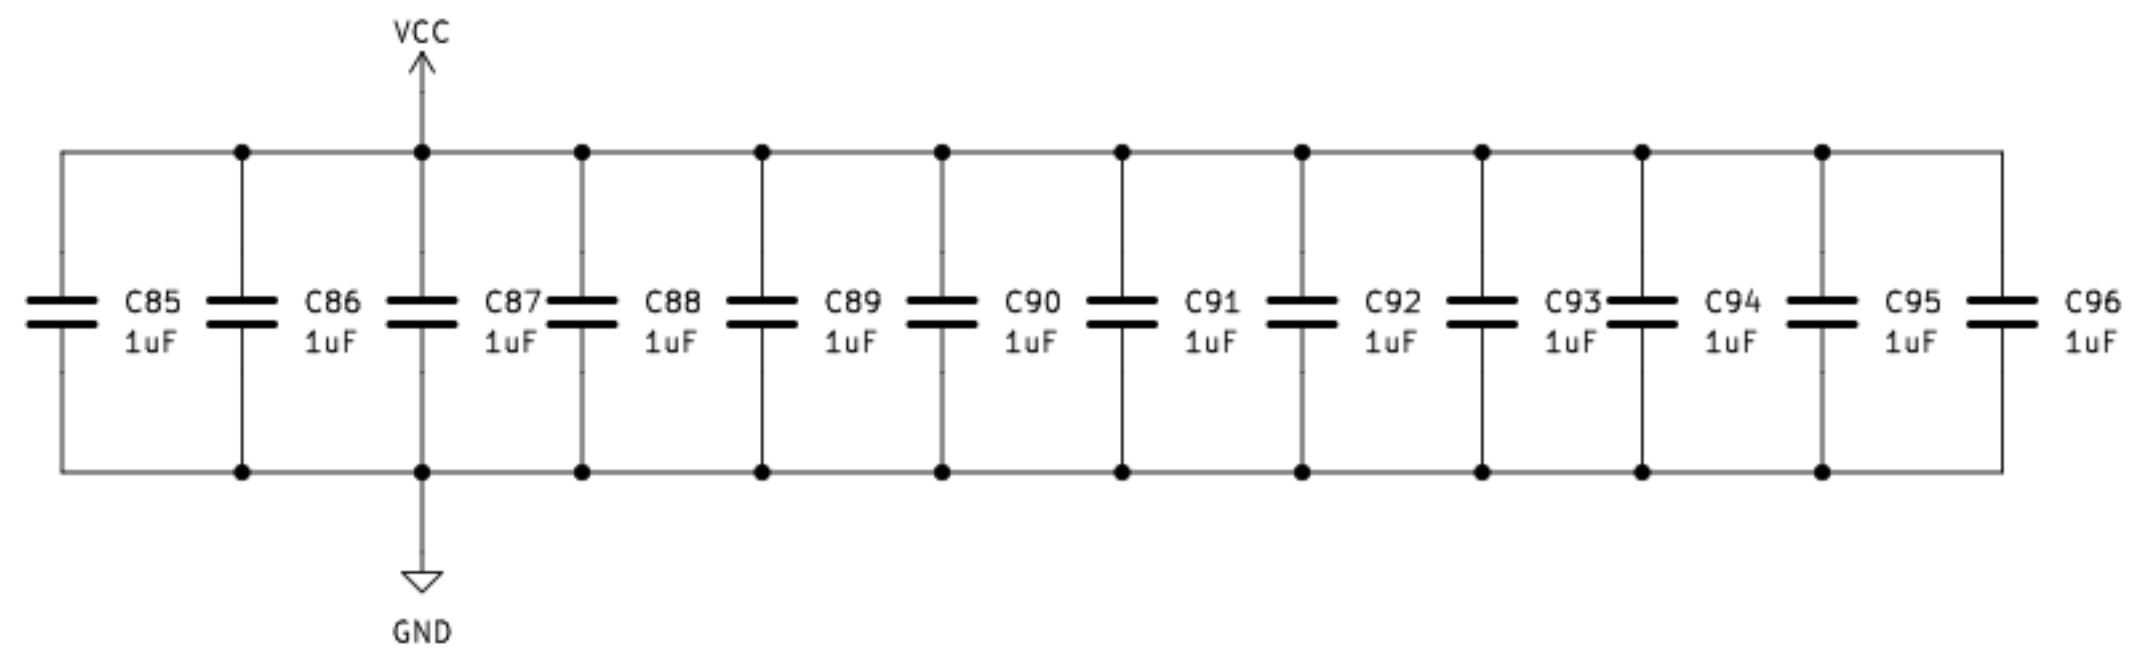 VCC
C85 C86 C87 C88 C89 C90 C91 C92 C93 C94 C95 C96
1uF 1uF 1uF 1uF 1uF 1uF 1uF 1uF 1uF 1uF 1uF 1uF
GND